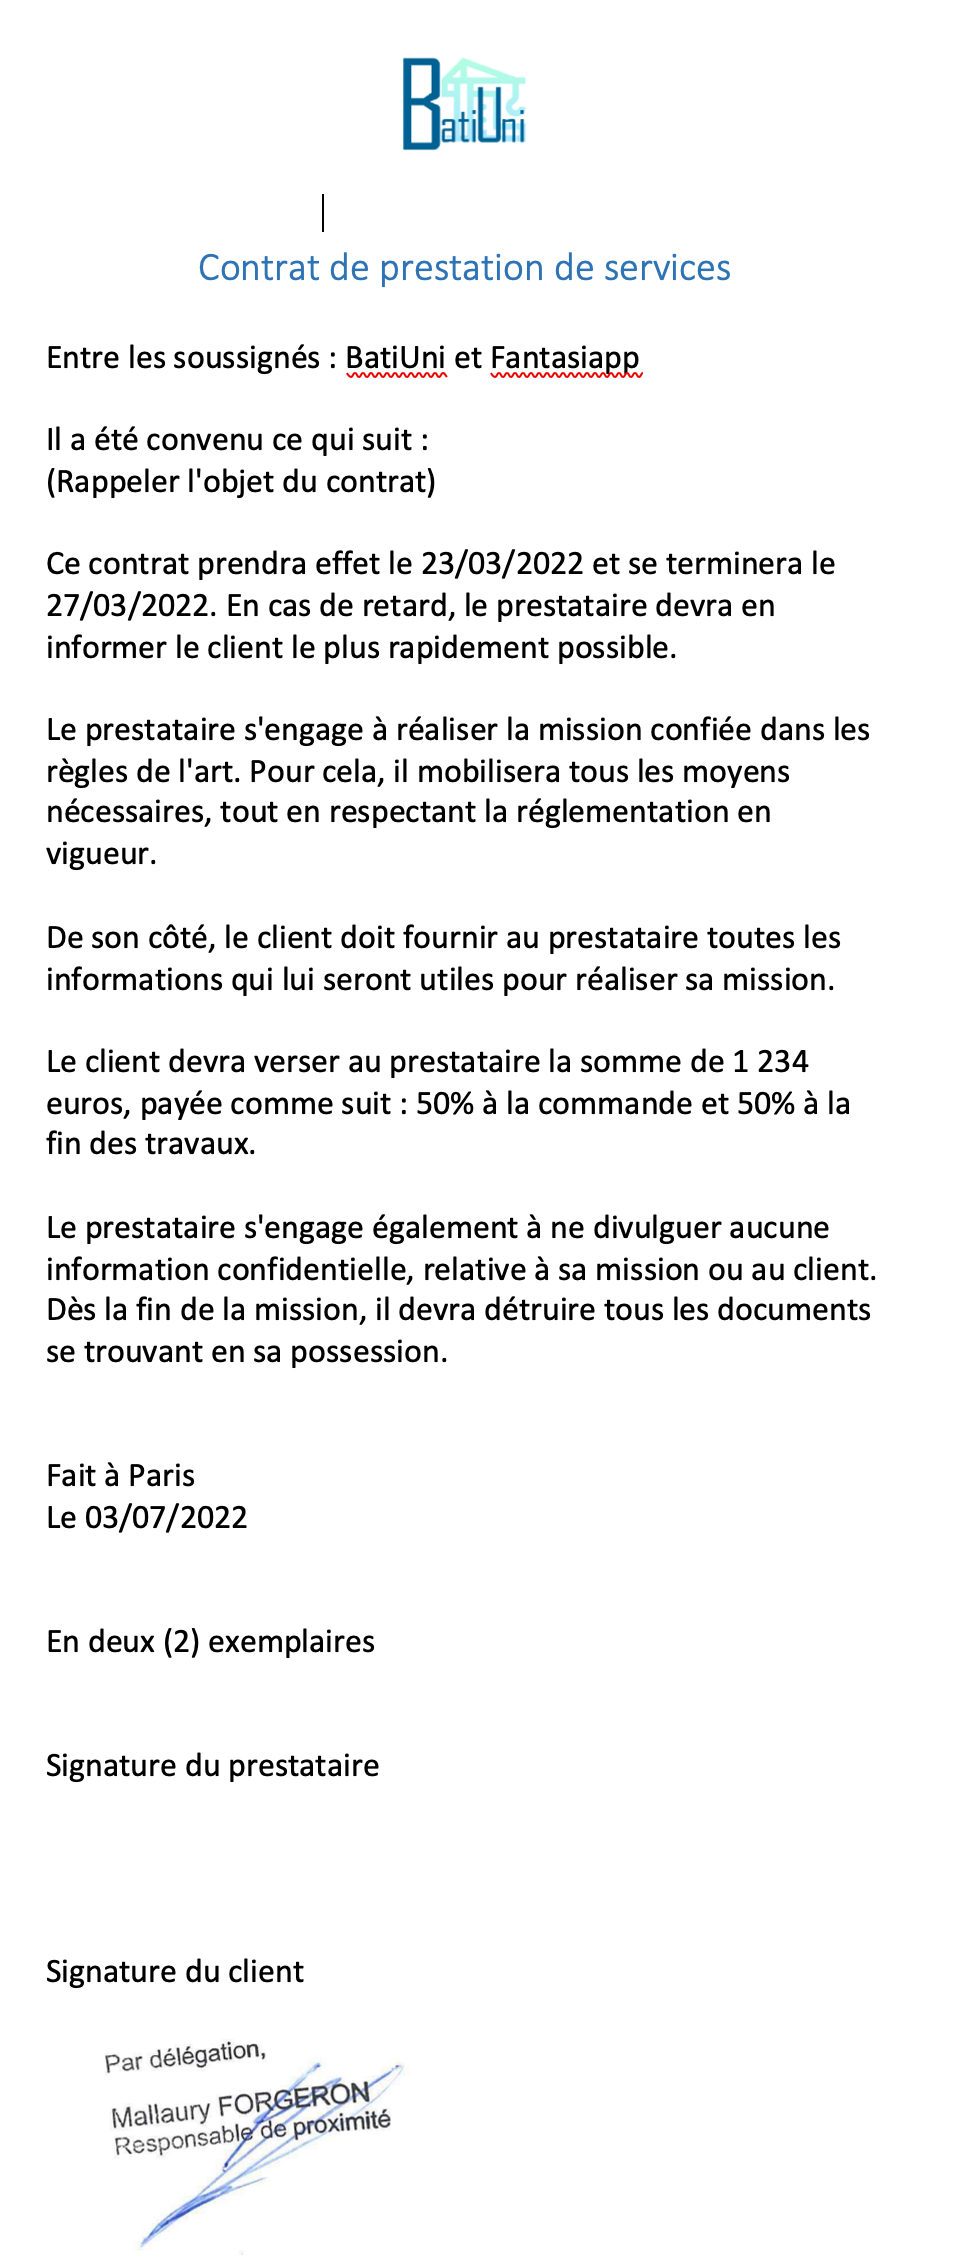 BatiUni
Contrat de prestation de services
Entre les soussignés : BatiUni et Fantasiapp
Il a été convenu ce qui suit :
(Rappeler l'objet du contrat)
Ce contrat prendra effet le 23/03/2022 et se terminera le
27/03/2022. En cas de retard, le prestataire devra en
informer le client le plus rapidement possible.
Le prestataire s'engage à réaliser la mission confiée dans les
règles de l'art. Pour cela, il mobilisera tous les moyens
nécessaires, tout en respectant la réglementation en
vigueur.
De son côté, le client doit fournir au prestataire toutes les
informations qui lui seront utiles pour réaliser sa mission.
Le client devra verser au prestataire la somme de 1 234
euros, payée comme suit : 50% à la commande et 50% à la
fin des travaux.
Le prestataire s'engage également à ne divulguer aucune
information confidentielle, relative à sa mission ou au client.
Dès la fin de la mission, il devra détruire tous les documents
se trouvant en sa possession.
Fait à Paris
Le 03/07/2022
En deux (2) exemplaires
Signature du prestataire
Signature du client
Par délégation,
Mallaury FORGERON
Responsable de proximité